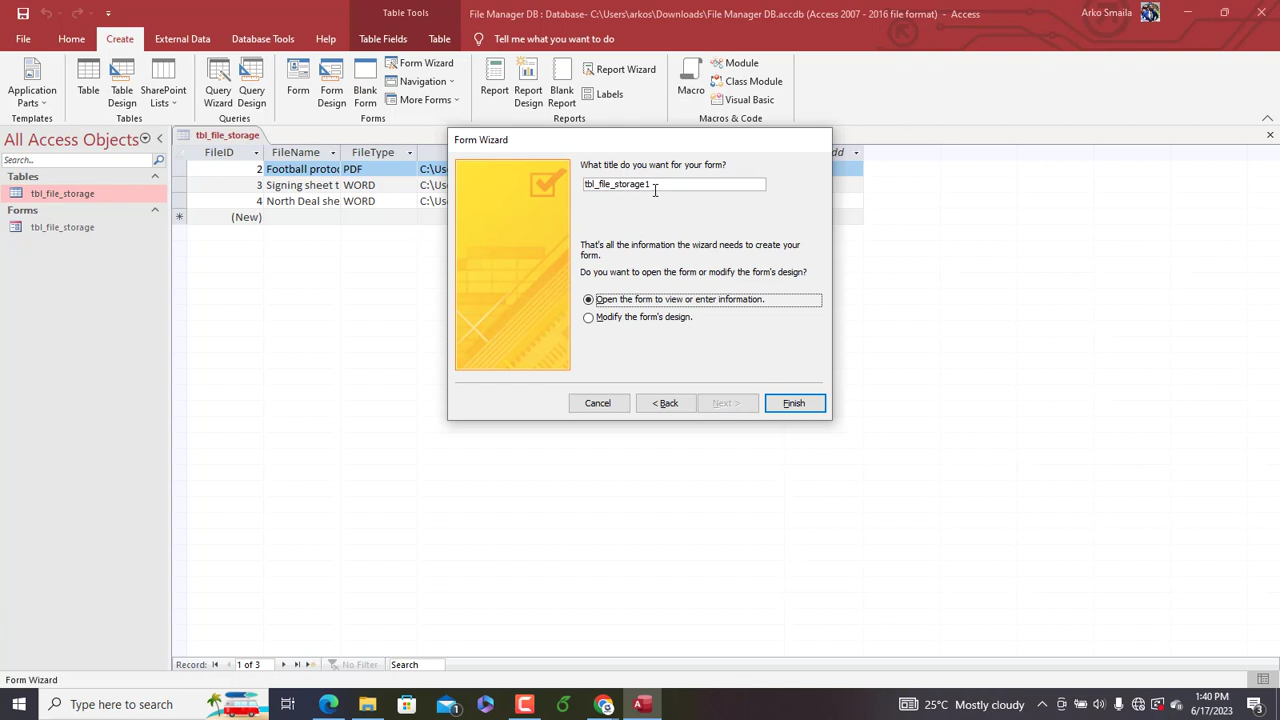 Table Tools
File Manager DB : Database- C:\Users\arkos\Downloads\File Manager DB.accdb (Access 2007 - 2016 file format) - Access
Arko Smaila
File Home Create External Data Database Tools Help Table Fields Table Tell me what you want to do
Application Parts
Table
Table Design
SharePoint Lists
Query Wizard
Query Design
Form
Form Design
Blank Form
Form Wizard
Navigation
More Forms
Report
Report Design
Blank Report
Report Wizard
Labels
Macro
Module
Class Module
Visual Basic
Templates Tables Queries Forms Reports Macros & Code
All Access Objects
Search...
Tables
tbl_file_storage
Forms
tbl_file_storage
tbl_file_storage
FileID FileName FileType
2 Football protoc PDF C:\Us
3 Signing sheet t WORD C:\Us
4 North Deal she WORD C:\Us
(New)
dd
Form Wizard
What title do you want for your form?
tbl_file_storage1
That's all the information the wizard needs to create your
form.
Do you want to open the form or modify the form's design?
Open the form to view or enter information.
Modify the form's design.
Cancel < Back Next > Finish
Record: 1 of 3 No Filter Search
Form Wizard
Type here to search
1
25°C Mostly cloudy
1:40 PM
6/17/2023